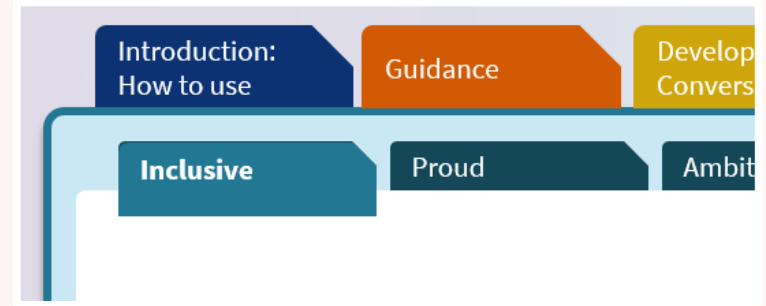 Introduction:
How to use
Guidance
Develop
Convers
Inclusive
Proud
Ambit